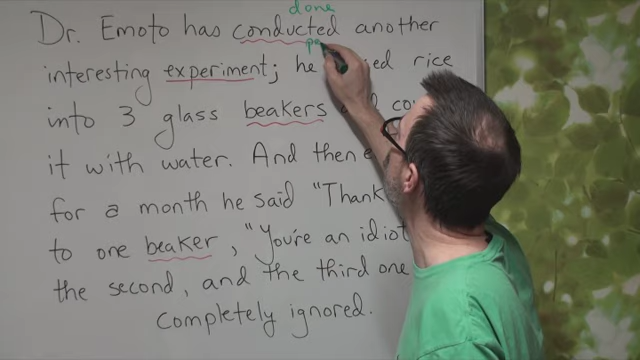 done
Dr. Emoto has conducted another
pe
interesting experiment; he rice
into 3 glass beakers
it with water. And then
for a month he said "Thank
to one beaker, "You're an idiot
the second, and the third one
completely ignored.